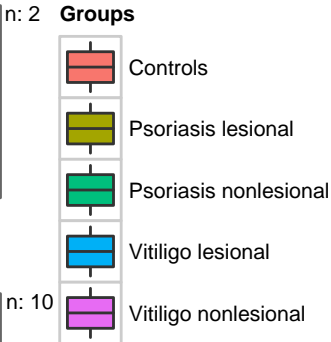 n: 2 Groups
Controls
Psoriasis lesional
Psoriasis nonlesional
Vitiligo lesional
n: 10
Vitiligo nonlesional